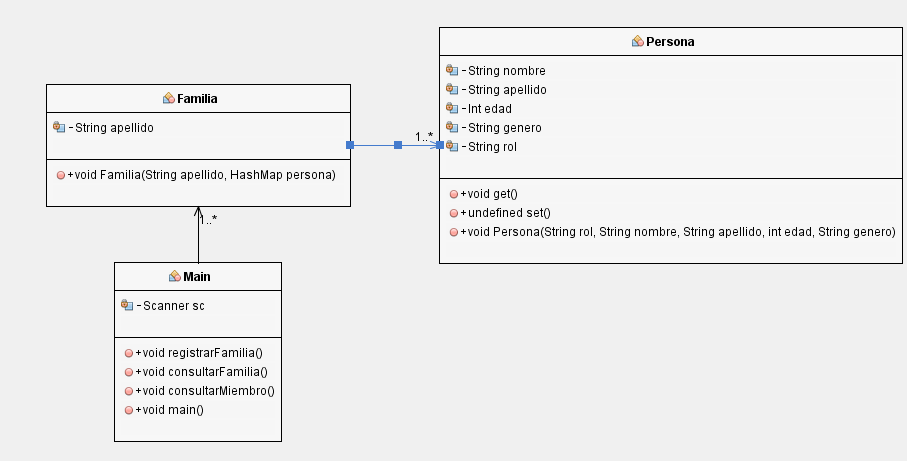 Familia
-String apellido
+void Familia(String apellido, HashMap persona)
1..*
Persona
-String nombre
-String apellido
-Int edad
-String genero
-String rol
+void get()
+undefined set()
+void Persona(String rol, String nombre, String apellido, int edad, String genero)
1..*
Main
-Scanner sc
+void registrarFamilia()
+void consultarFamilia()
+void consultarMiembro()
+void main()